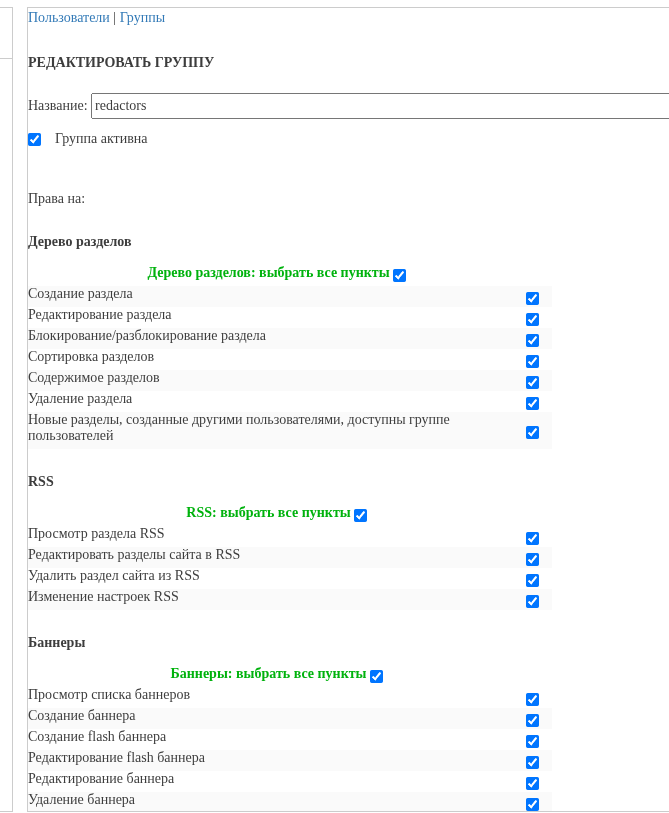 Пользователи | Группы
РЕДАКТИРОВАТЬ ГРУППУ
Название: redactors
Группа активна
Права на:
Дерево разделов
Дерево разделов: выбрать все пункты
Создание раздела
Редактирование раздела
Блокирование/разблокирование раздела
Сортировка разделов
Содержимое разделов
Удаление раздела
Новые разделы, созданные другими пользователями, доступны группе
пользователей
RSS
RSS: выбрать все пункты
Просмотр раздела RSS
Редактировать разделы сайта в RSS
Удалить раздел сайта из RSS
Изменение настроек RSS
Баннеры
Баннеры: выбрать все пункты
Просмотр списка баннеров
Создание баннера
Создание flash баннера
Редактирование flash баннера
Редактирование баннера
Удаление баннера